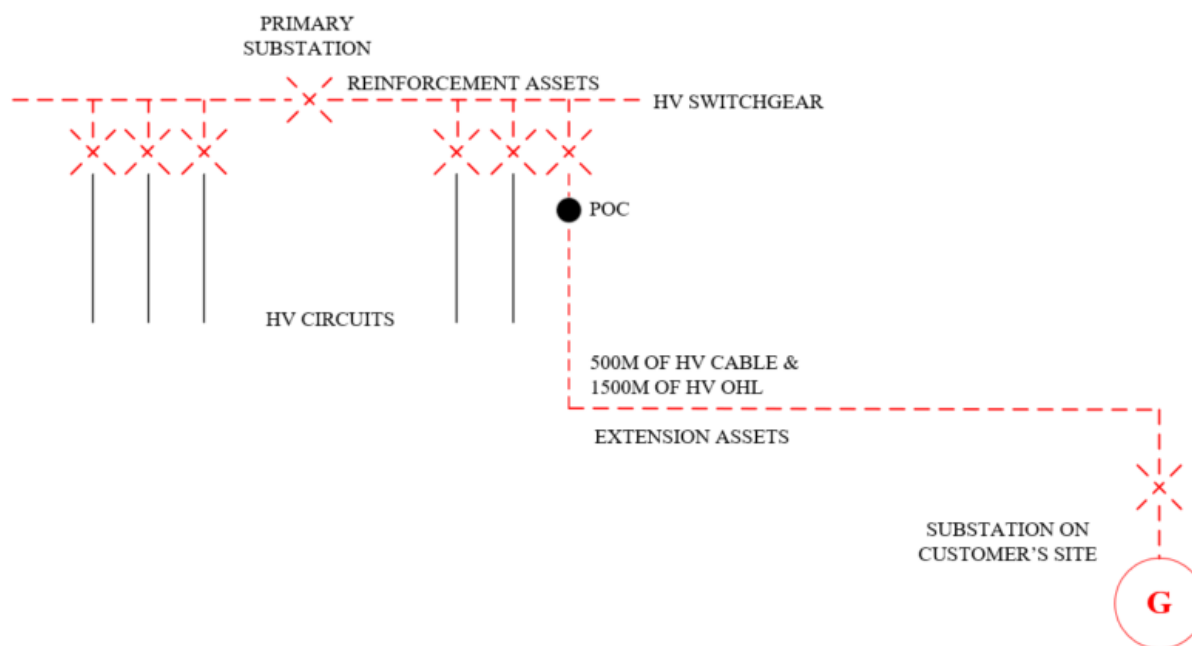 PRIMARY
SUBSTATION
REINFORCEMENT ASSETS
HV SWITCHGEAR
POC
HV CIRCUITS
500M OF HV CABLE &
1500M OF HV OHL
EXTENSION ASSETS
SUBSTATION ON
CUSTOMER'S SITE
G